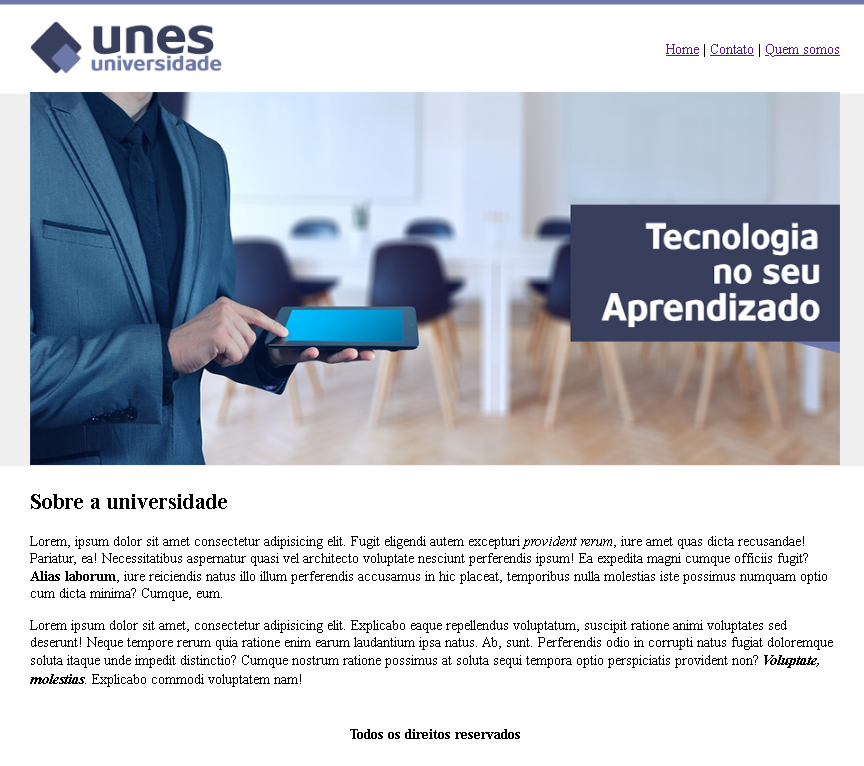 unes
universidade
Home | Contato | Quem somos
Tecnologia
no seu
Aprendizado
Sobre a universidade
Lorem, ipsum dolor sit amet consectetur adipisicing elit. Fugit eligendi autem excepturi provident rerum, iure amet quas dicta recusandae!
Pariatur, ea! Necessitatibus aspernatur quasi vel architecto voluptate nesciunt perferendis ipsum! Ea expedita magni cumque officiis fugit?
Alias laborum, iure reiciendis natus illo illum perferendis accusamus in hic placeat, temporibus nulla molestias iste possimus numquam optio
cum dicta minima? Cumque, eum.
Lorem ipsum dolor sit amet, consectetur adipisicing elit. Explicabo eaque repellendus voluptatum, suscipit ratione animi voluptates sed
deserunt! Neque tempore rerum quia ratione enim earum laudantium ipsa natus. Ab, sunt. Perferendis odio in corrupti natus fugiat doloremque
soluta itaque unde impedit distinctio? Cumque nostrum ratione possimus at soluta sequi tempora optio perspiciatis provident non? Voluptate,
molestias. Explicabo commodi voluptatem nam!
Todos os direitos reservados